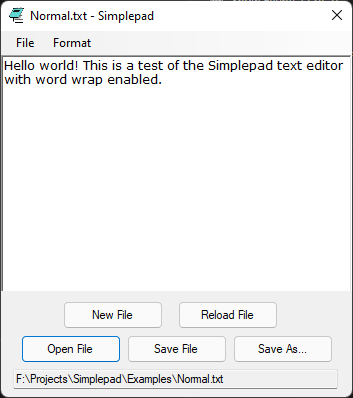 Normal.txt - Simplepad
File Format
Hello world! This is a test of the Simplepad text editor
with word wrap enabled.
New File Reload File
Open File Save File Save As...
F:\Projects\Simplepad\Examples\Normal.txt